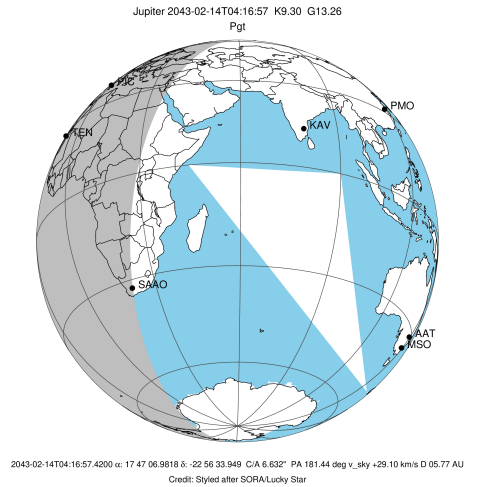 Jupiter 2043-02-14T04:16:57 K9.30 G13.26
Pgt
PIC
TEN
PMO
KAV
SAAO
AAT
MSO
2043-02-14T04:16:57.4200 α: 17 47 06.9818 δ: -22 56 33.949 C/A 6.632" PA 181.44 deg v_sky +29.10 km/s D 05.77 AU
Credit: Styled after SORA/Lucky Star